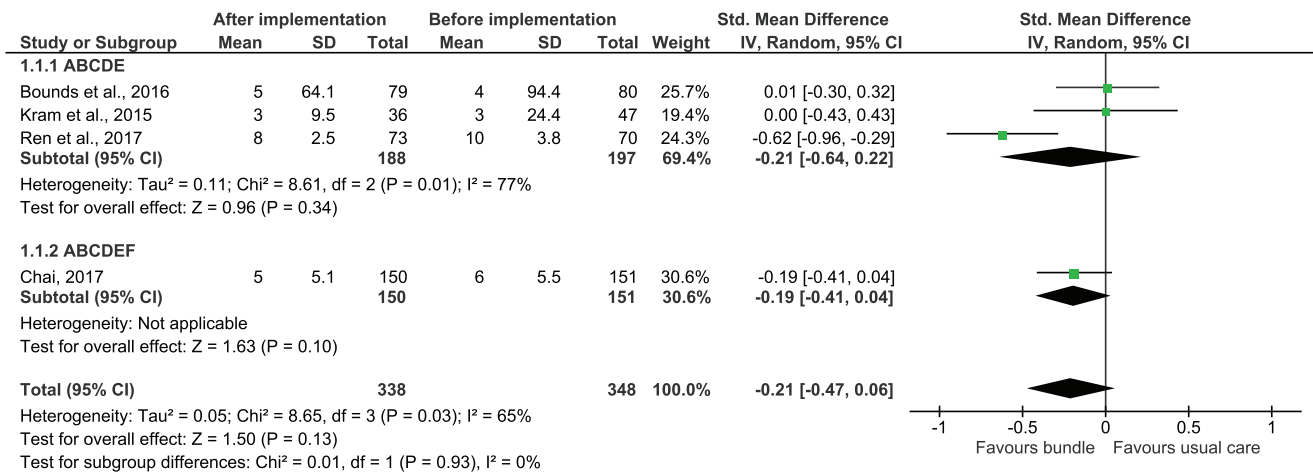 After implementation Before implementation Std. Mean Difference Std. Mean Difference
Study or Subgroup Mean SD Total Mean SD Total Weight IV, Random, 95% CI IV, Random, 95% CI
1.1.1 ABCDE
Bounds et al., 2016 5 64.1 79 4 94.4 80 25.7% 0.01 [-0.30, 0.32]
Kram et al., 2015 3 9.5 36 3 24.4 47 19.4% 0.00 [-0.43, 0.43]
Ren et al., 2017 8 2.5 73 10 3.8 70 24.3% -0.62 [-0.96, -0.29]
Subtotal (95% CI) 188 197 69.4% -0.21 [-0.64, 0.22]
Heterogeneity: Tau² = 0.11; Chi² = 8.61, df = 2 (P = 0.01); I² = 77%
Test for overall effect: Z = 0.96 (P = 0.34)
1.1.2 ABCDEF
Chai, 2017 5 5.1 150 6 5.5 151 30.6% -0.19 [-0.41, 0.04]
Subtotal (95% CI) 150 151 30.6% -0.19 [-0.41, 0.04]
Heterogeneity: Not applicable
Test for overall effect: Z = 1.63 (P = 0.10)
Total (95% CI) 338 348 100.0% -0.21 [-0.47, 0.06]
Heterogeneity: Tau² = 0.05; Chi² = 8.65, df = 3 (P = 0.03); I² = 65%
Test for overall effect: Z = 1.50 (P = 0.13)
Test for subgroup differences: Chi² = 0.01, df = 1 (P = 0.93), I² = 0%
-1 -0.5 0 0.5 1
Favours bundle Favours usual care